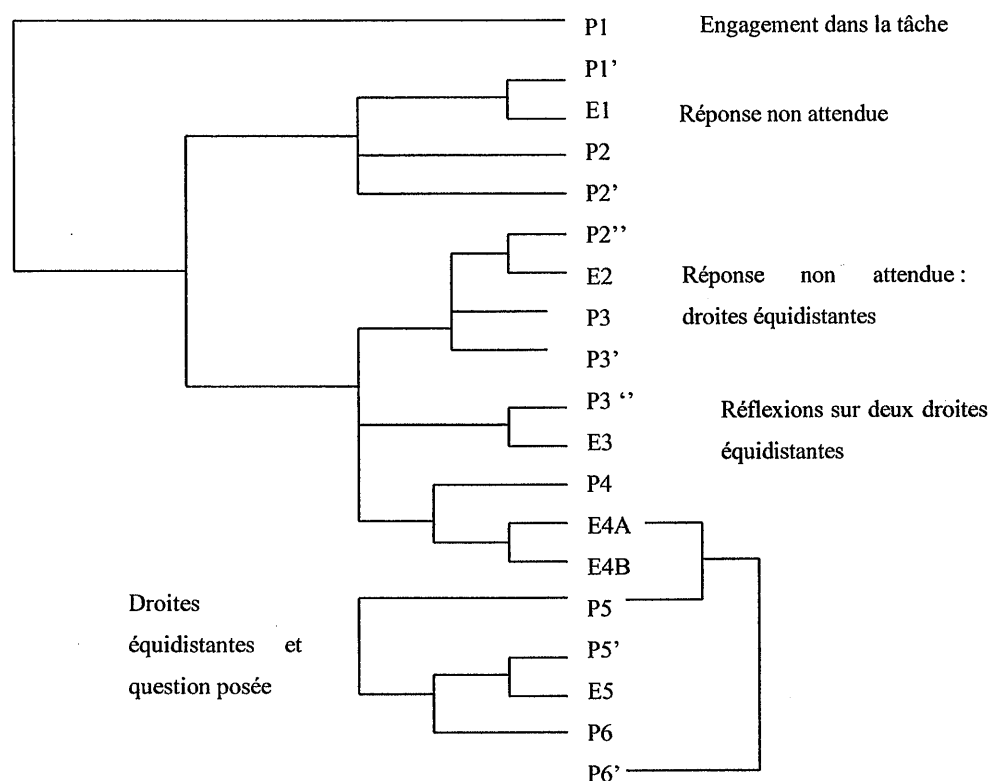 P1 Engagement dans la tâche
P1’
E1 Réponse non attendue
P2
P2’
P2’’
E2 Réponse non attendue :
P3 droites équidistantes
P3’
P3 ‘’ Réflexions sur deux droites
E3 équidistantes
P4
E4A
E4B
Droites P5
équidistantes et P5’
question posée E5
P6
P6’